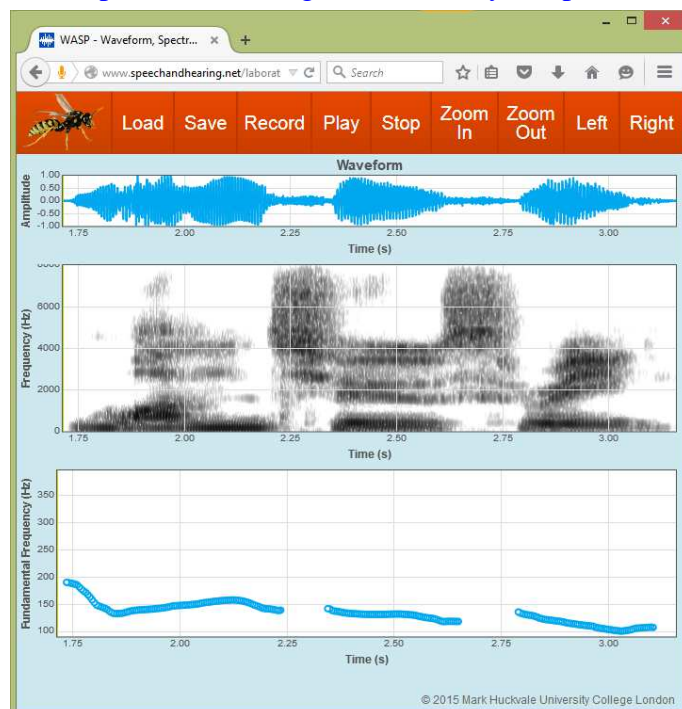 WASP - Waveform, Spectr... × +
www.speechandhearing.net/laborat Search
Load Save Record Play Stop Zoom In Zoom Out Left Right
Waveform
Amplitude
1.00
0.50
0.00
-0.50
-1.00
1.75 2.00 2.25 2.50 2.75 3.00
Time (s)
Frequency (Hz)
8000
6000
4000
2000
0
1.75 2.00 2.25 2.50 2.75 3.00
Time (s)
Fundamental Frequency (Hz)
350
300
250
200
150
100
1.75 2.00 2.25 2.50 2.75 3.00
Time (s)
© 2015 Mark Huckvale University College London